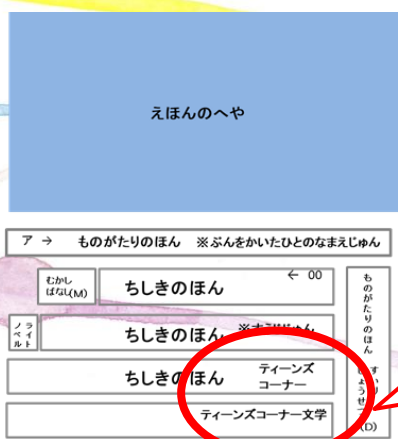 えほんのへや
ア → ものがたりのほん ※ぶんをかいたひとのなまえじゅん
むかし
ばなし(M)
ちしきのほん
← 00
ライト
ノベル
ちしきのほん
ちしきのほん
ティーンズ
コーナー
ティーンズコーナー文学
ものがたりのほん
(D)